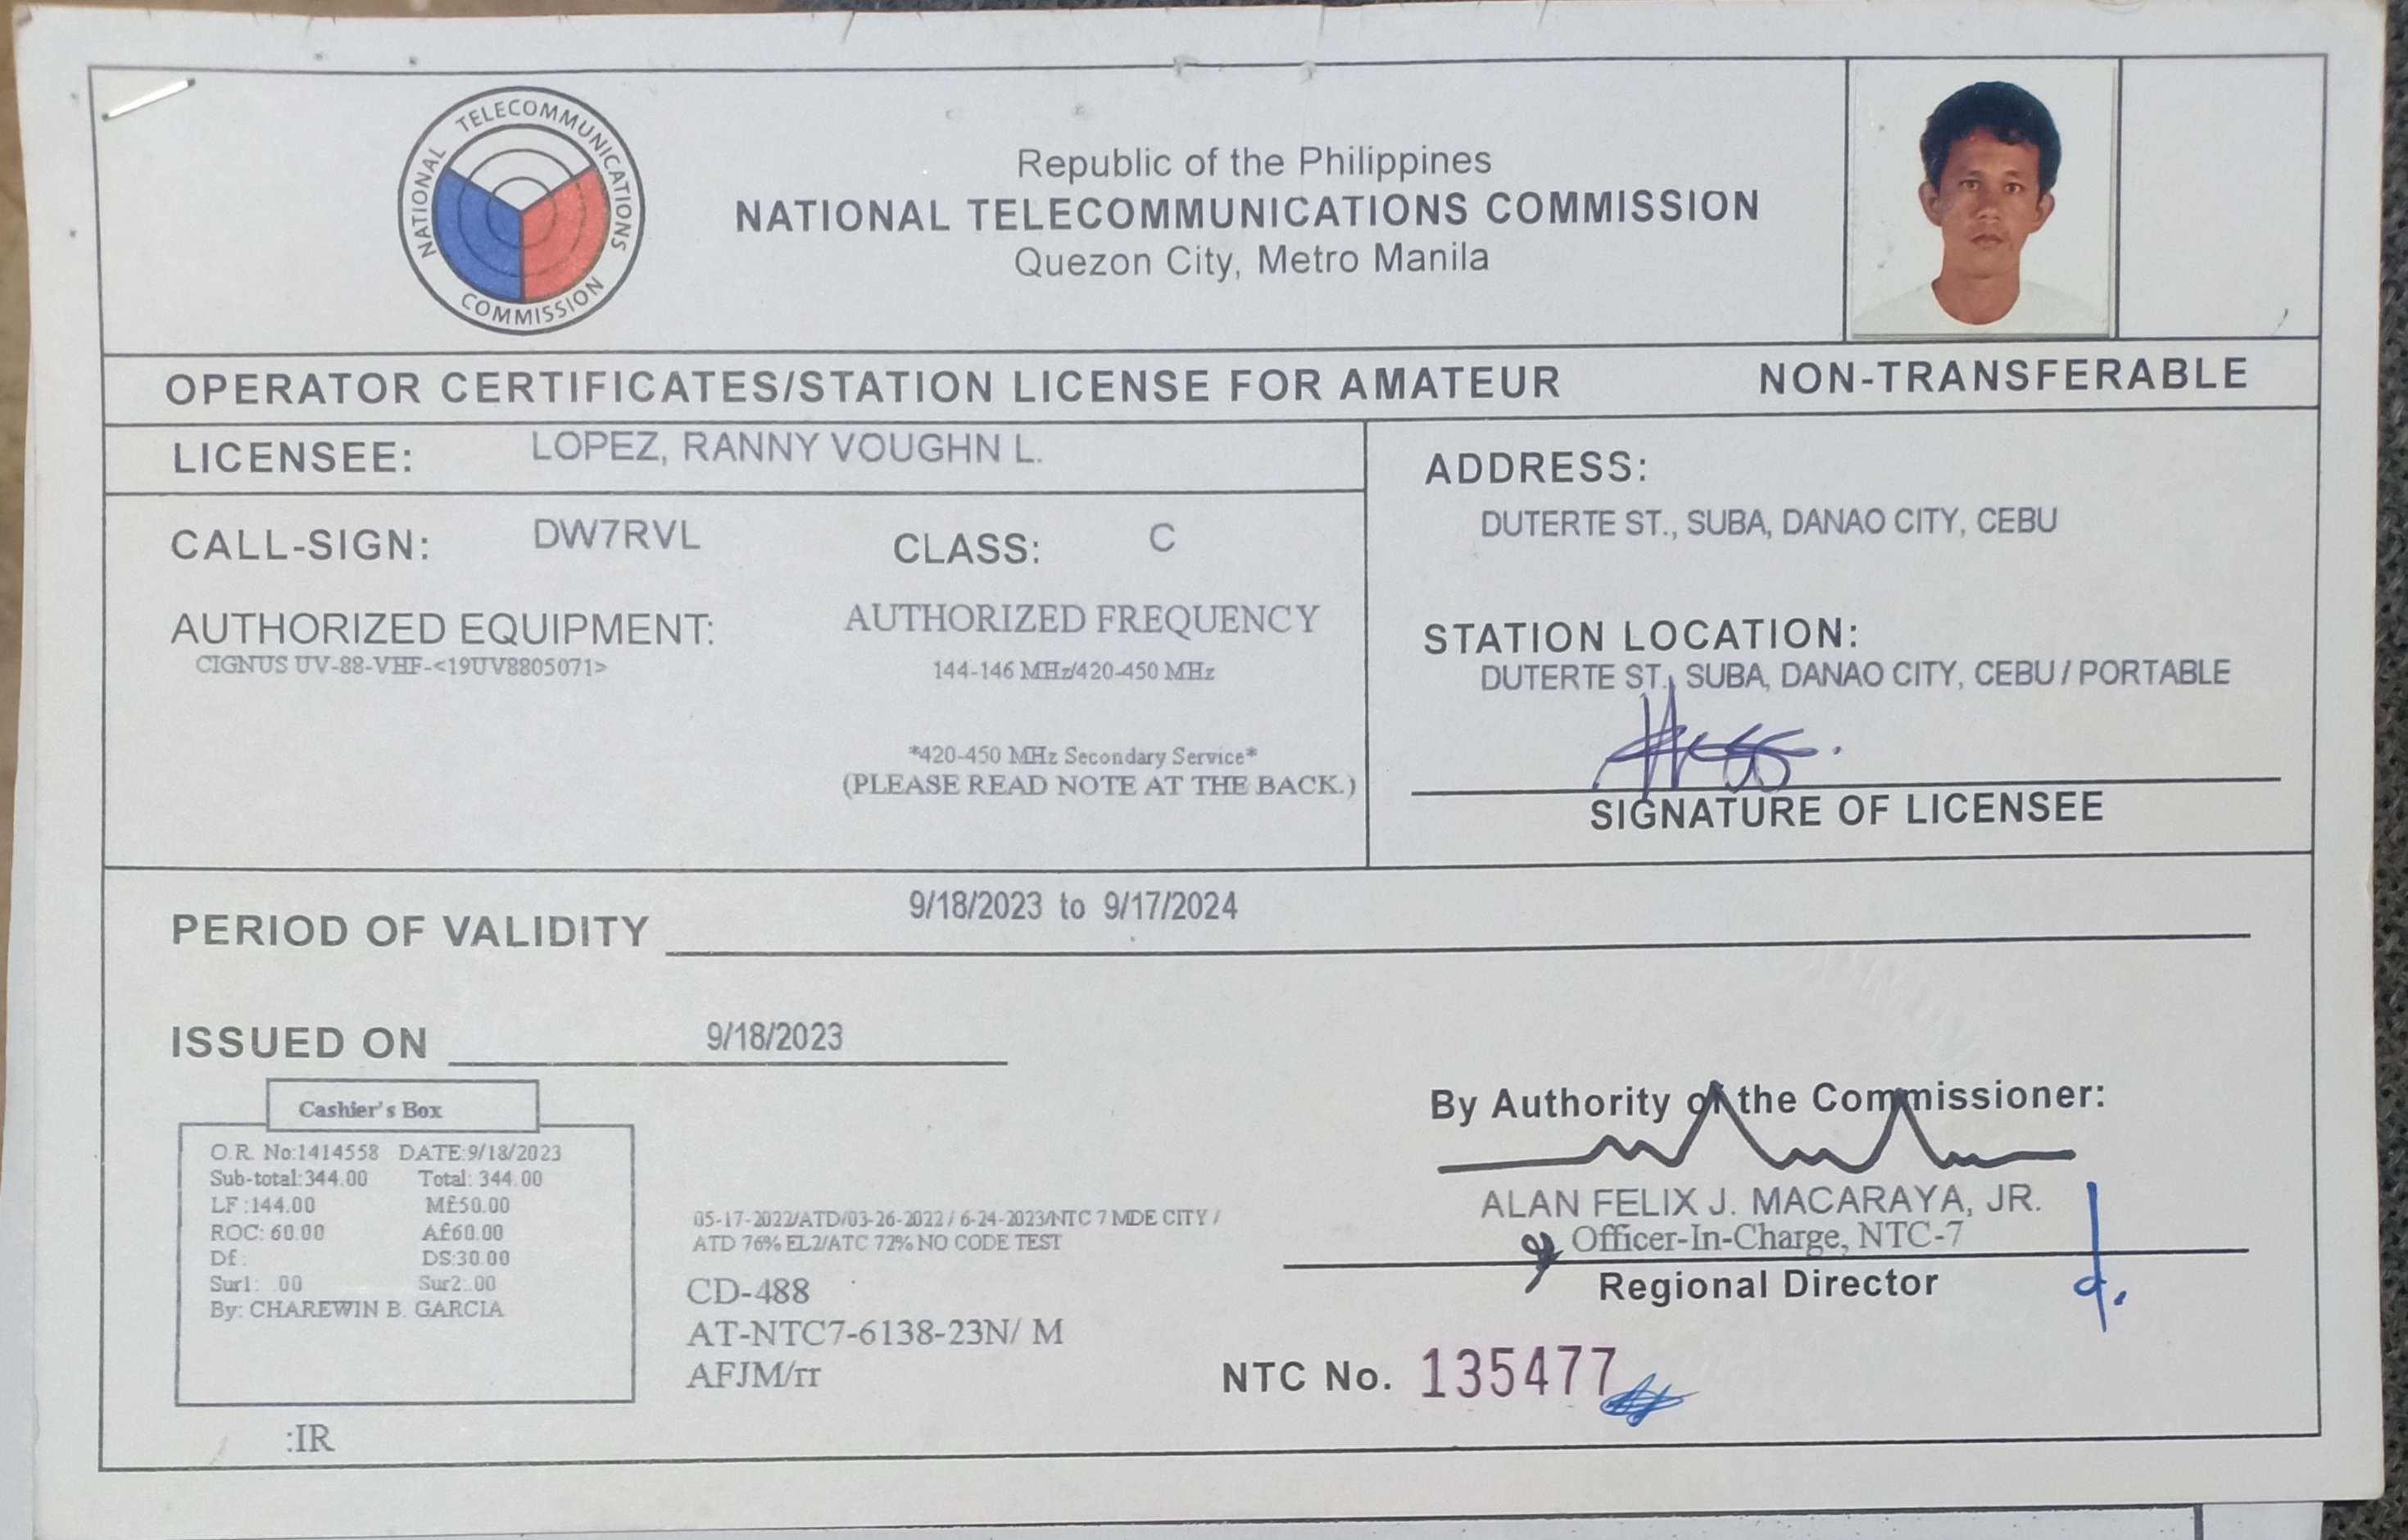 NATIONAL TELECOMMUNICATIONS COMMISSION
Republic of the Philippines
NATIONAL TELECOMMUNICATIONS COMMISSION
Quezon City, Metro Manila
OPERATOR CERTIFICATES/STATION LICENSE FOR AMATEUR NON-TRANSFERABLE
LICENSEE: LOPEZ, RANNY VOUGHN L.
CALL-SIGN: DW7RVL CLASS: C
AUTHORIZED EQUIPMENT: AUTHORIZED FREQUENCY
CIGNUS UV-88-VHF-<19UV8805071> 144-146 MHz/420-450 MHz
*420-450 MHz Secondary Service*
(PLEASE READ NOTE AT THE BACK.)
ADDRESS:
DUTERTE ST., SUBA, DANAO CITY, CEBU
STATION LOCATION:
DUTERTE ST., SUBA, DANAO CITY, CEBU / PORTABLE
SIGNATURE OF LICENSEE
PERIOD OF VALIDITY 9/18/2023 to 9/17/2024
ISSUED ON 9/18/2023
Cashier's Box
O.R. No:1414558 DATE:9/18/2023
Sub-total:344.00 Total: 344.00
LF :144.00 Mf:50.00
ROC: 60.00 Af:60.00
Df: DS:30.00
Sur1: .00 Sur2:.00
By: CHAREWIN B. GARCIA
:IR
05-17-2022/ATD/03-26-2022 / 6-24-2023/NTC 7 MDE CITY /
ATD 76% EL2/ATC 72% NO CODE TEST
CD-488
AT-NTC7-6138-23N/ M
AFJM/rr
By Authority of the Commissioner:
ALAN FELIX J. MACARAYA, JR.
Officer-In-Charge, NTC-7
Regional Director
NTC No. 135477